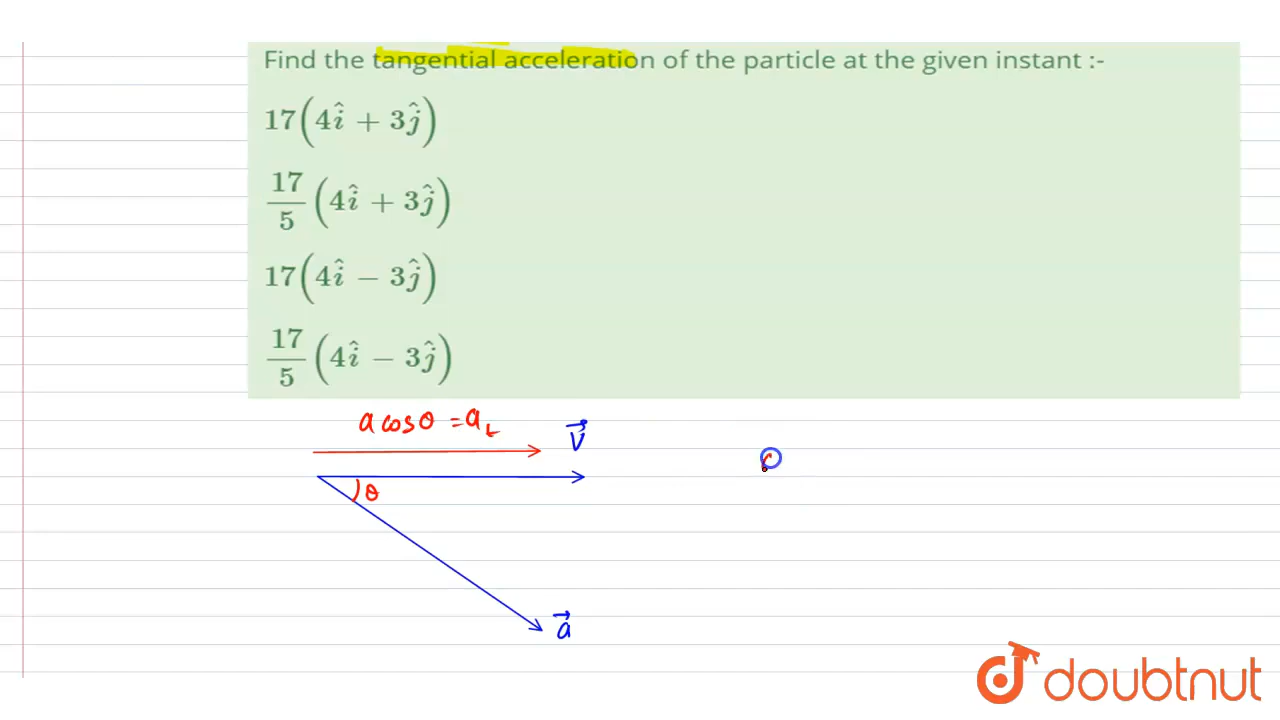 Find the tangential acceleration of the particle at the given instant :-
17(4î + 3ĵ)
17/5 (4î + 3ĵ)
17(4î − 3ĵ)
17/5 (4î − 3ĵ)
a cosθ = a_t
v⃗
θ
a⃗
doubtnut